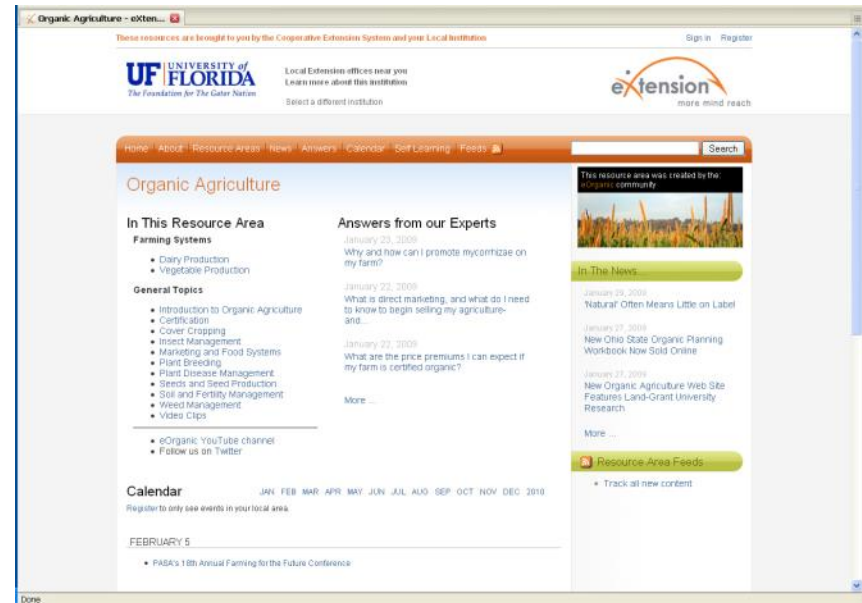 Organic Agriculture - eXten...
These resources are brought to you by the Cooperative Extension System and your Local Institution
Sign in Register
UF UNIVERSITY of FLORIDA
The Foundation for The Gator Nation
Local Extension offices near you
Learn more about this institution
Select a different institution
eXtension
more mind reach
Home About Resource Areas News Answers Calendar Self Learning Feeds
Search
Organic Agriculture
In This Resource Area
Farming Systems
• Dairy Production
• Vegetable Production
General Topics
• Introduction to Organic Agriculture
• Certification
• Cover Cropping
• Insect Management
• Marketing and Food Systems
• Plant Breeding
• Plant Disease Management
• Seeds and Seed Production
• Soil and Fertility Management
• Weed Management
• Video Clips
• eOrganic YouTube channel
• Follow us on Twitter
Answers from our Experts
January 23, 2009
Why and how can I promote mycorrhizae on
my farm?
January 22, 2009
What is direct marketing, and what do I need
to know to begin selling my agriculture-
and...
January 22, 2009
What are the price premiums I can expect if
my farm is certified organic?
More ...
This resource area was created by the:
eOrganic community
In The News...
January 29, 2009
'Natural' Often Means Little on Label
January 27, 2009
New Ohio State Organic Planning
Workbook Now Sold Online
January 27, 2009
New Organic Agriculture Web Site
Features Land-Grant University
Research
More ...
Resource Area Feeds
• Track all new content
Calendar
JAN FEB MAR APR MAY JUN JUL AUG SEP OCT NOV DEC 2010
Register to only see events in your local area.
FEBRUARY 5
• PASA's 18th Annual Farming for the Future Conference
Done